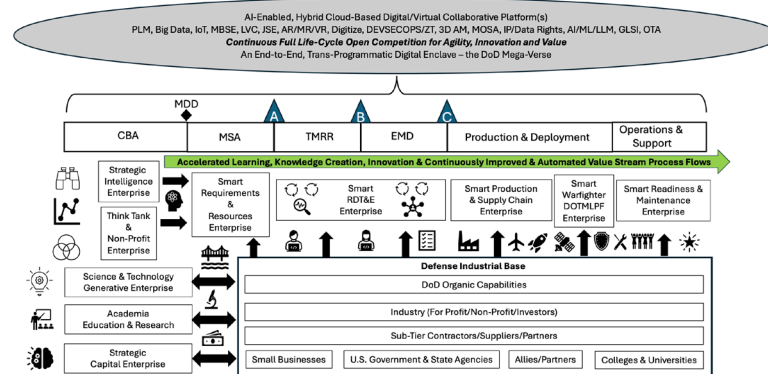 AI-Enabled, Hybrid Cloud-Based Digital/Virtual Collaborative Platform(s)
PLM, Big Data, IoT, MBSE, LVC, JSE, AR/MR/VR, Digitize, DEVSECOPS/ZT, 3D AM, MOSA, IP/Data Rights, AI/ML/LLM, GLSI, OTA
Continuous Full Life-Cycle Open Competition for Agility, Innovation and Value
An End-to-End, Trans-Programmatic Digital Enclave – the DoD Mega-Verse
MDD
A
B
C
CBA
MSA
TMRR
EMD
Production & Deployment
Operations &
Support
Accelerated Learning, Knowledge Creation, Innovation & Continuously Improved & Automated Value Stream Process Flows
Strategic
Intelligence
Enterprise
Think Tank
&
Non-Profit
Enterprise
Smart
Requirements
&
Resources
Enterprise
Smart
RDT&E
Enterprise
Smart Production
& Supply Chain
Enterprise
Smart
Warfighter
DOTMLPF
Enterprise
Smart Readiness &
Maintenance
Enterprise
Science & Technology
Generative Enterprise
Academia
Education & Research
Strategic
Capital Enterprise
Defense Industrial Base
DoD Organic Capabilities
Industry (For Profit/Non-Profit/Investors)
Sub-Tier Contractors/Suppliers/Partners
Small Businesses
U.S. Government & State Agencies
Allies/Partners
Colleges & Universities